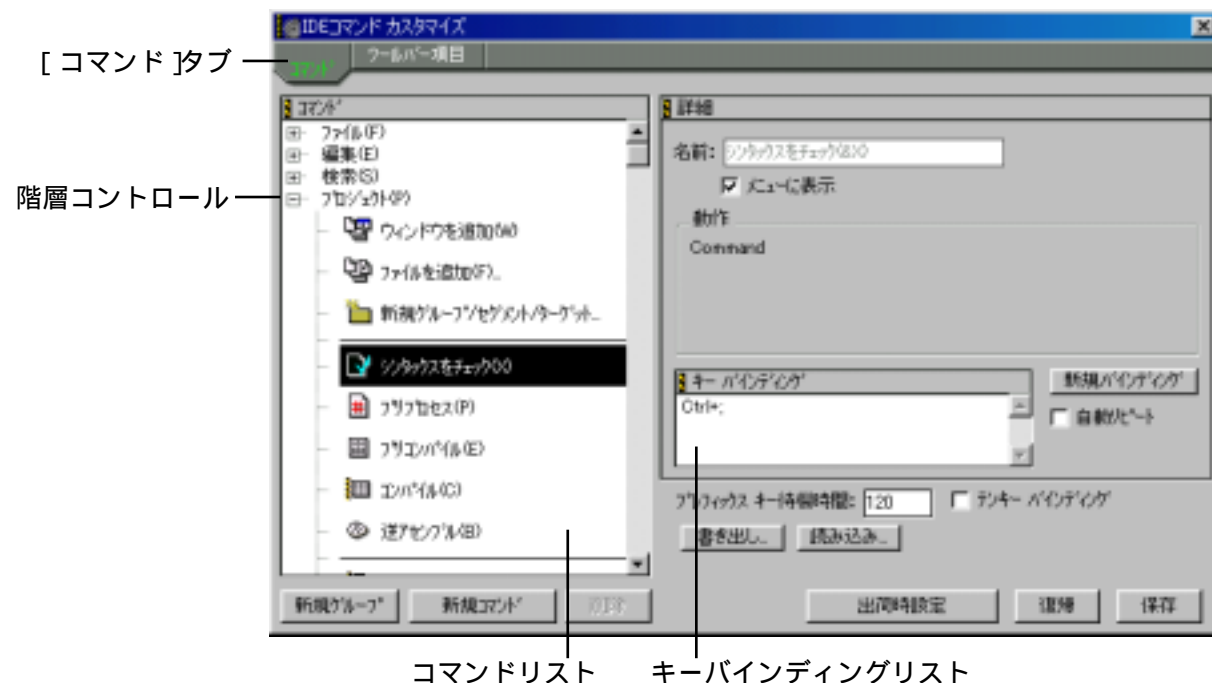 IDEコマンド カスタマイズ
[ コマンド ]タブ
コマンド
ツールバー項目
コマンド
ファイル(F)
編集(E)
検索(S)
階層コントロール
プロジェクト(P)
ウィンドウを追加(W)
ファイルを追加(F)...
新規グループ/セグメント/ターゲット...
シンタックスをチェック(X)
プリプロセス(P)
プリコンパイル(E)
コンパイル(C)
逆アセンブル(B)
新規グループ
新規コマンド
削除
詳細
名前: シンタックスをチェック(&X)
メニューに表示
動作
Command
キー バインディング
新規バインディング
Ctrl+;
自動リピート
プレフィックス キー待機時間: 120
テンキー バインディング
書き出し...
読み込み...
出荷時設定
復帰
保存
コマンドリスト
キーバインディングリスト